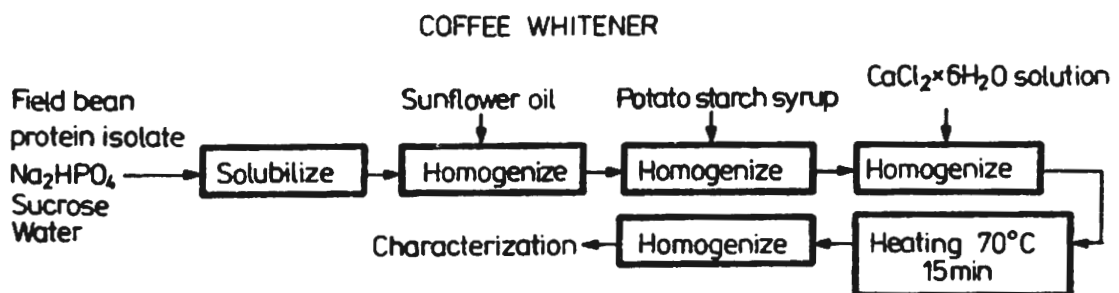 COFFEE WHITENER
CaCl₂×6H₂O solution
Field bean
protein isolate
Na₂HPO₄
Sucrose
Water
Sunflower oil
Potato starch syrup
Solubilize
Homogenize
Homogenize
Homogenize
Characterization
Homogenize
Heating 70°C
15min